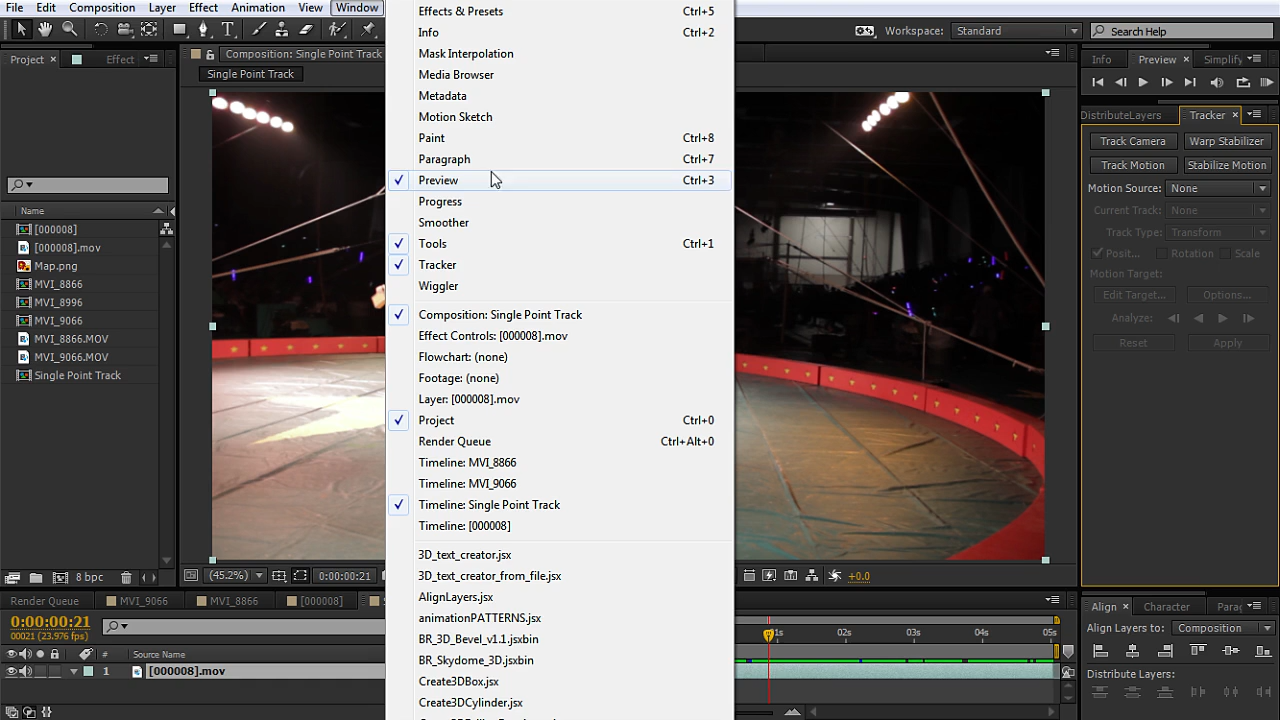 File Edit Composition Layer Effect Animation View Window
Workspace: Standard
Search Help
Project × Effect
Composition: Single Point Track
Single Point Track
Name
[000008]
[000008].mov
Map.png
MVI_8866
MVI_8996
MVI_9066
MVI_8866.MOV
MVI_9066.MOV
Single Point Track
8 bpc
(45.2%)
0:00:00:21
Effects & Presets Ctrl+5
Info Ctrl+2
Mask Interpolation
Media Browser
Metadata
Motion Sketch
Paint Ctrl+8
Paragraph Ctrl+7
Preview Ctrl+3
Progress
Smoother
Tools Ctrl+1
Tracker
Wiggler
Composition: Single Point Track
Effect Controls: [000008].mov
Flowchart: (none)
Footage: (none)
Layer: [000008].mov
Project Ctrl+0
Render Queue Ctrl+Alt+0
Timeline: MVI_8866
Timeline: MVI_9066
Timeline: Single Point Track
Timeline: [000008]
3D_text_creator.jsx
3D_text_creator_from_file.jsx
AlignLayers.jsx
animationPATTERNS.jsx
BR_3D_Bevel_v1.1.jsxbin
BR_Skydome_3D.jsxbin
Create3DBox.jsx
Create3DCylinder.jsx
Info Preview × Simplify
DistributeLayers Tracker ×
Track Camera Warp Stabilizer
Track Motion Stabilize Motion
Motion Source: None
Current Track: None
Track Type: Transform
Posit... Rotation Scale
Motion Target:
Edit Target... Options...
Analyze:
Reset Apply
+0.0
Render Queue MVI_9066 MVI_8866 [000008] S
0:00:00:21
00021 (23.976 fps)
# Source Name
1 [000008].mov
1s 02s 03s 04s 05s
Align × Character Parag
Align Layers to: Composition
Distribute Layers: